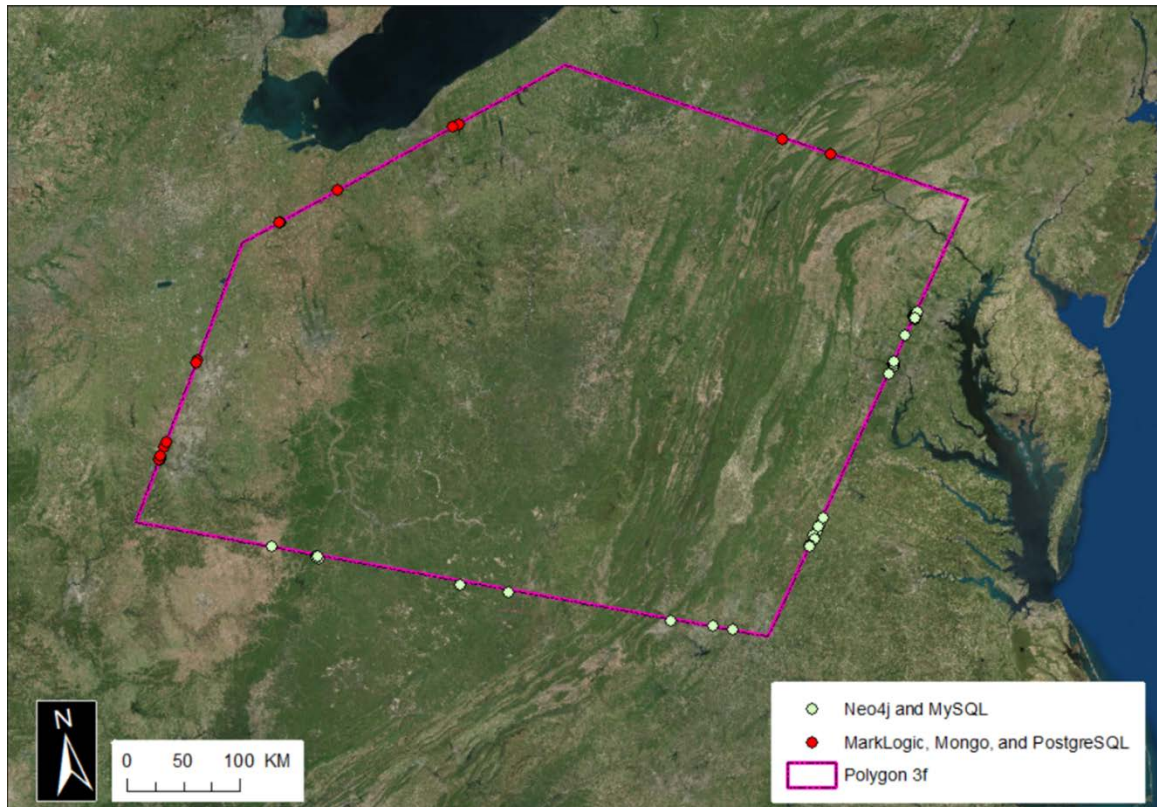 N
0 50 100 KM
Neo4j and MySQL
MarkLogic, Mongo, and PostgreSQL
Polygon 3f